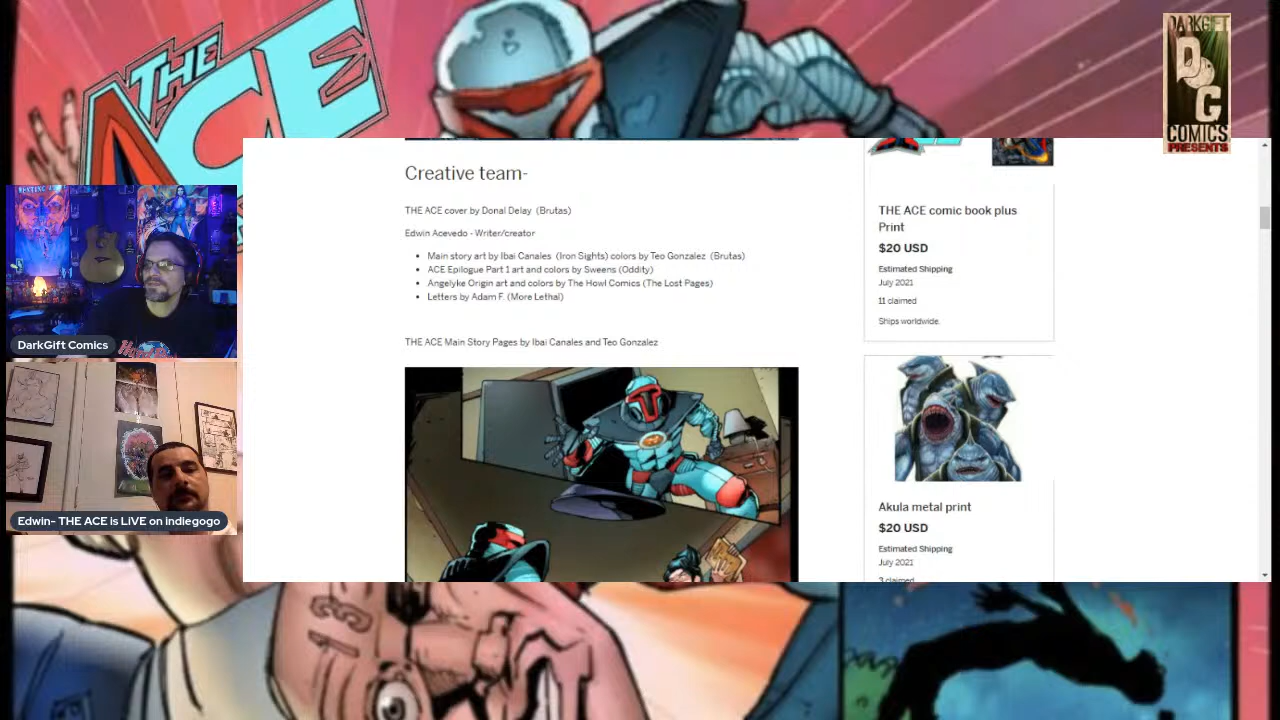 THE
ACE
DARKGIFT
DG
COMICS
PRESENTS
Creative team-
THE ACE cover by Donal Delay (Brutas)
Edwin Acevedo - Writer/creator
Main story art by Ibai Canales (Iron Sights) colors by Teo Gonzalez (Brutas)
ACE Epilogue Part 1 art and colors by Sweens (Oddity)
Angelyke Origin art and colors by The Howl Comics (The Lost Pages)
Letters by Adam F. (More Lethal)
THE ACE Main Story Pages by Ibai Canales and Teo Gonzalez
THE ACE comic book plus
Print
$20 USD
Estimated Shipping
July 2021
11 claimed
Ships worldwide.
Akula metal print
$20 USD
Estimated Shipping
July 2021
3 claimed
DarkGift Comics
Edwin- THE ACE is LIVE on indiegogo
13